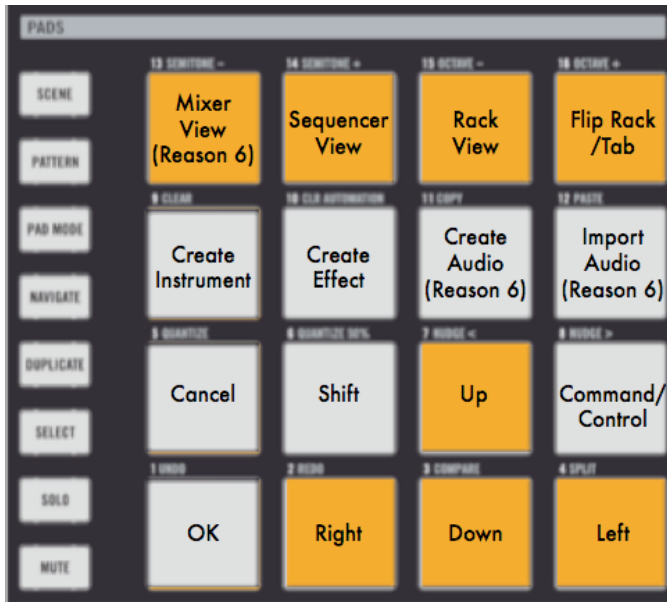 PADS
13 SEMITONE -
14 SEMITONE +
15 OCTAVE -
16 OCTAVE +
SCENE
Mixer
View
(Reason 6)
Sequencer
View
Rack
View
Flip Rack
/Tab
PATTERN
9 CLEAR
10 CLR AUTOMATION
11 COPY
12 PASTE
PAD MODE
Create
Instrument
Create
Effect
Create
Audio
(Reason 6)
Import
Audio
(Reason 6)
NAVIGATE
5 QUANTIZE
6 QUANTIZE 50%
7 NUDGE <
8 NUDGE >
DUPLICATE
Cancel
Shift
Up
Command/
Control
SELECT
1 UNDO
2 REDO
3 COMPARE
4 SPLIT
SOLO
OK
Right
Down
Left
MUTE